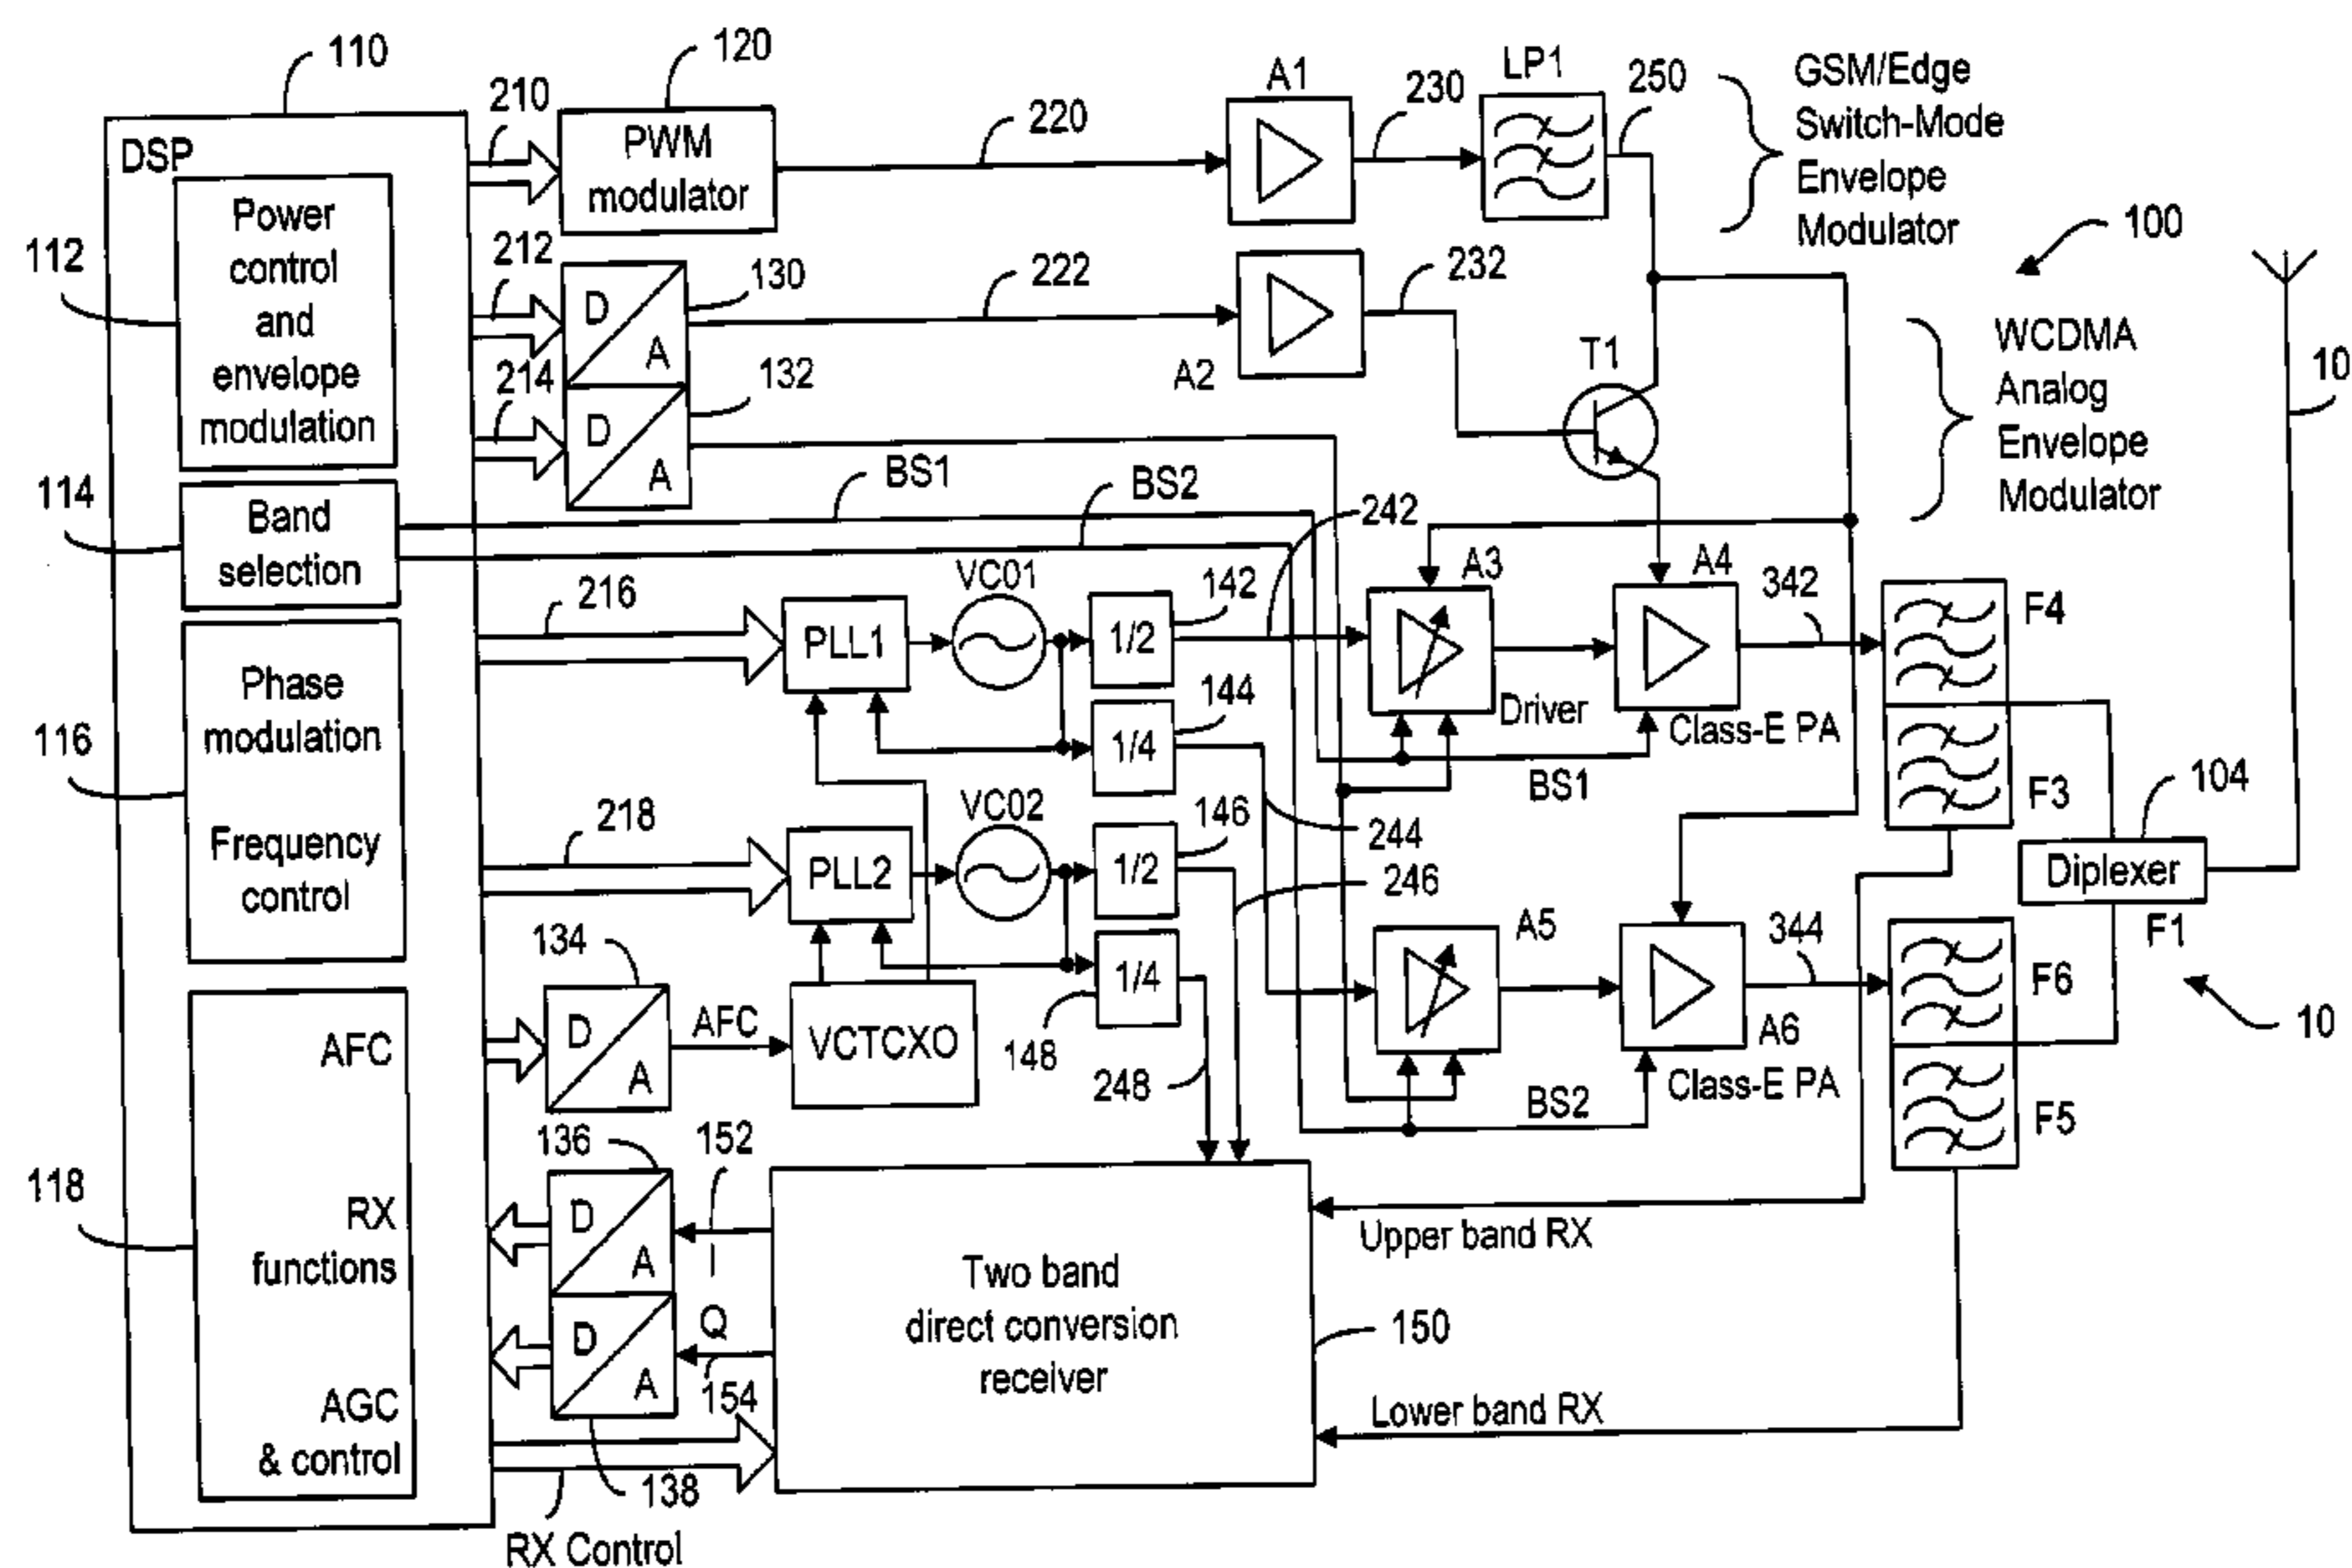 110
120
210
DSP
PWM
modulator
220
A1
230
LP1
250
GSM/Edge
Switch-Mode
Envelope
Modulator
100
112
Power
control
and
envelope
modulation
212
D
A
130
222
A2
232
T1
WCDMA
Analog
Envelope
Modulator
10
214
D
A
132
114
Band
selection
BS1
BS2
242
216
PLL1
VC01
1/2
142
1/4
144
A3
Driver
A4
Class-E PA
342
F4
F3
BS1
116
Phase
modulation
Frequency
control
218
PLL2
VC02
1/2
146
1/4
148
244
246
248
104
Diplexer
F1
10
134
D
A
AFC
VCTCXO
A5
A6
Class-E PA
344
F6
F5
BS2
118
AFC
RX
functions
AGC
& control
136
D
A
152
I
D
A
Q
154
138
RX Control
Two band
direct conversion
receiver
150
Upper band RX
Lower band RX